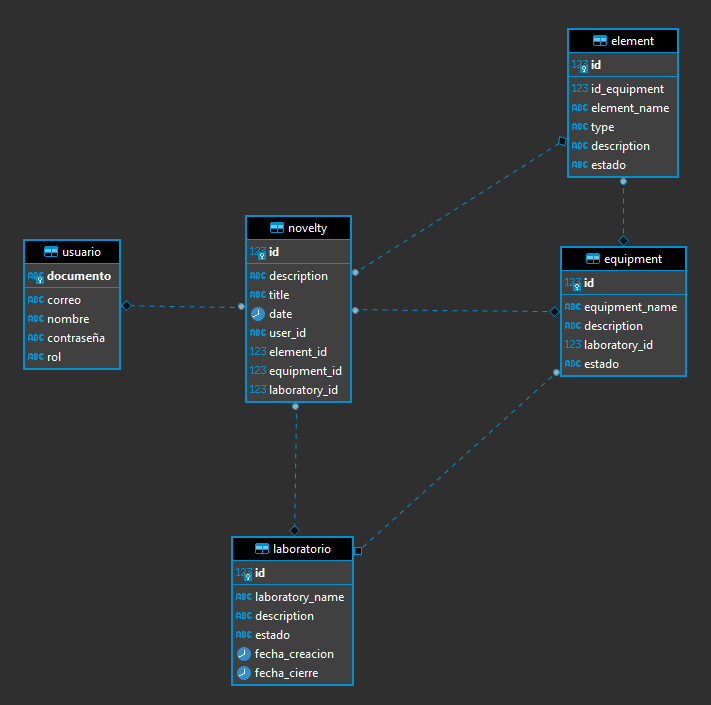 element
123 id
123 id_equipment
ABC element_name
ABC type
ABC description
ABC estado
novelty
123 id
ABC description
ABC title
date
ABC user_id
123 element_id
123 equipment_id
123 laboratory_id
usuario
ABC documento
ABC correo
ABC nombre
ABC contraseña
ABC rol
equipment
123 id
ABC equipment_name
ABC description
123 laboratory_id
ABC estado
laboratorio
123 id
ABC laboratory_name
ABC description
ABC estado
fecha_creacion
fecha_cierre